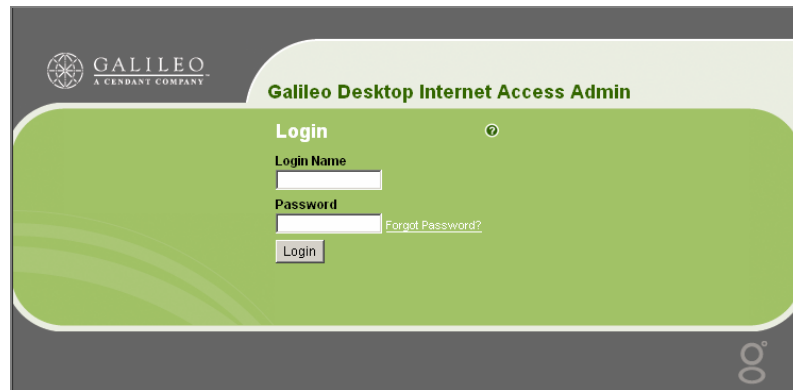 GALILEO
A CENDANT COMPANY
Galileo Desktop Internet Access Admin
Login
?
Login Name
Password
Forgot Password?
Login
g